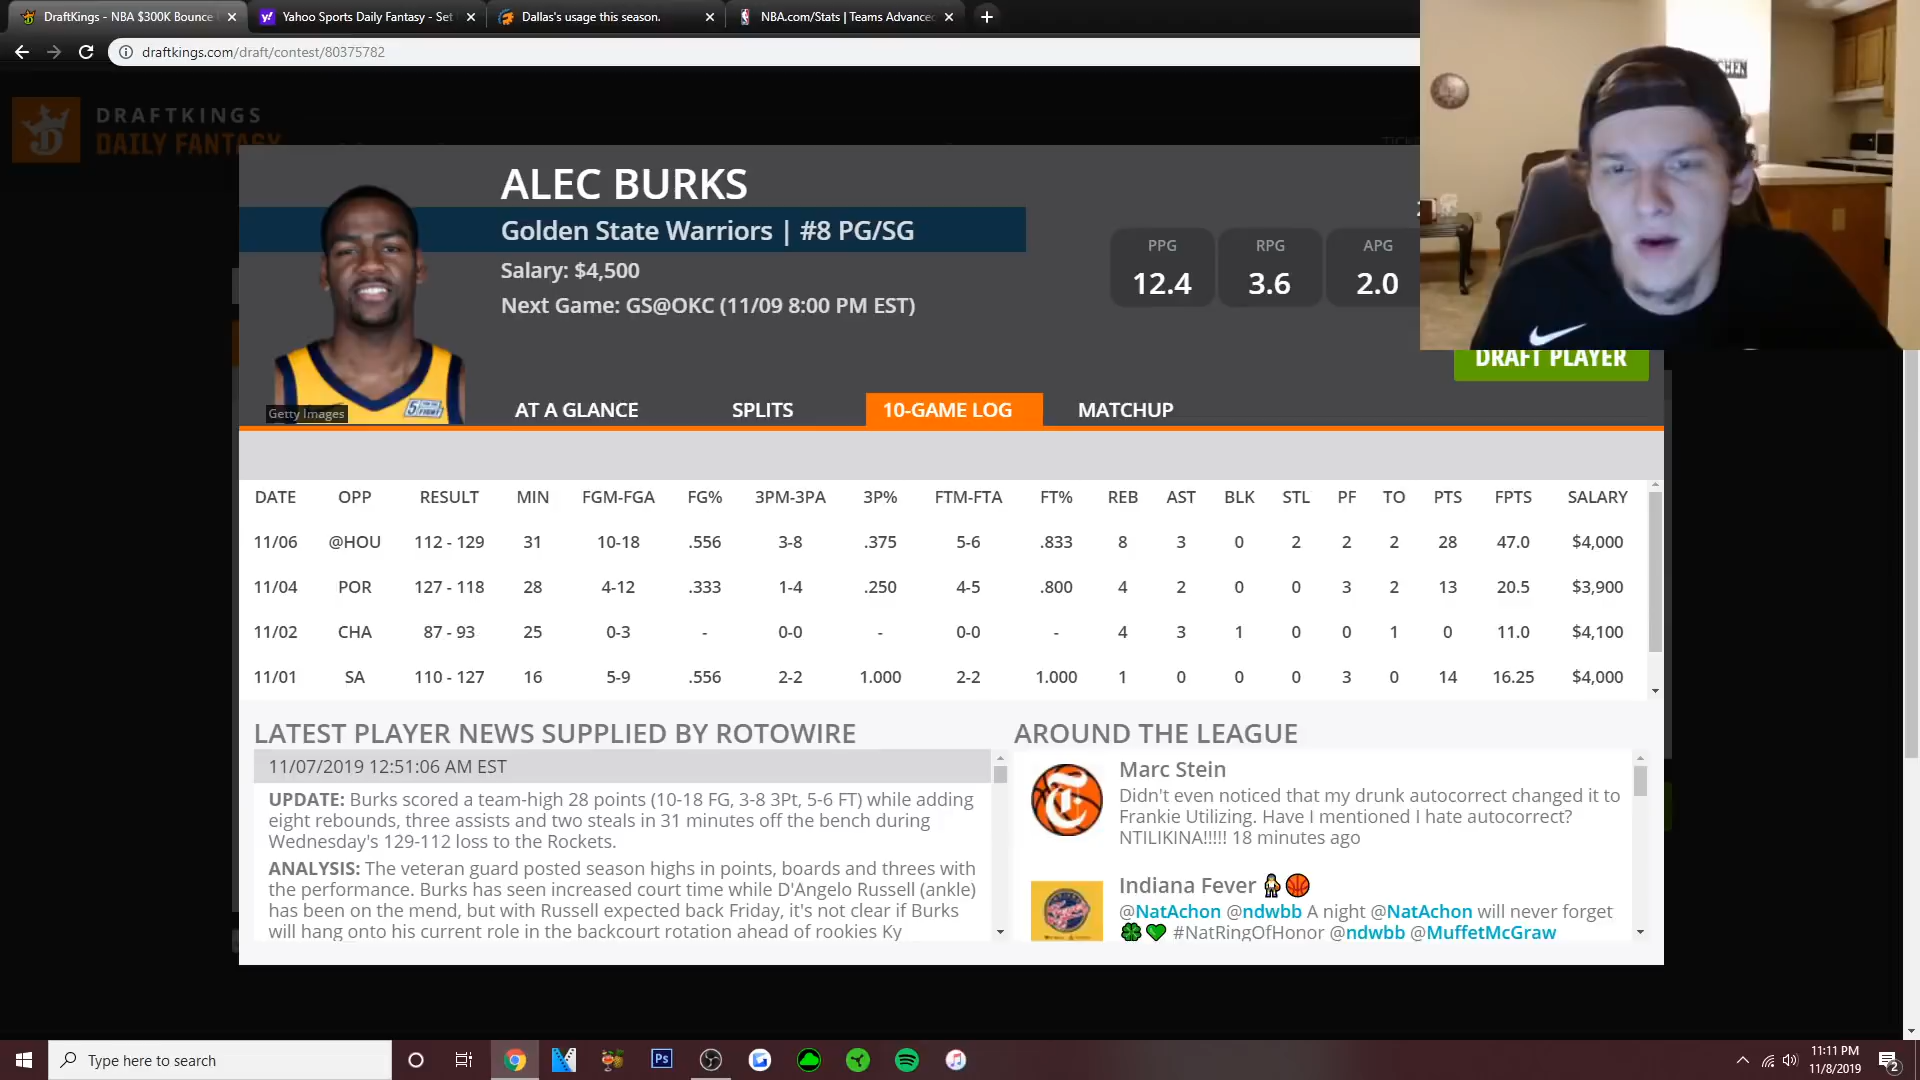 DraftKings - NBA $300K Bounce
Yahoo Sports Daily Fantasy - Set
Dallas's usage this season.
NBA.com/Stats | Teams Advanced
draftkings.com/draft/contest/80375782
DRAFTKINGS
DAILY FANTASY
ALEC BURKS
Golden State Warriors | #8 PG/SG
Salary: $4,500
Next Game: GS@OKC (11/09 8:00 PM EST)
PPG RPG APG
12.4 3.6 2.0
DRAFT PLAYER
Getty Images
AT A GLANCE SPLITS 10-GAME LOG MATCHUP
DATE OPP RESULT MIN FGM-FGA FG% 3PM-3PA 3P% FTM-FTA FT% REB AST BLK STL PF TO PTS FPTS SALARY
11/06 @HOU 112 - 129 31 10-18 .556 3-8 .375 5-6 .833 8 3 0 2 2 2 28 47.0 $4,000
11/04 POR 127 - 118 28 4-12 .333 1-4 .250 4-5 .800 4 2 0 0 3 2 13 20.5 $3,900
11/02 CHA 87 - 93 25 0-3 - 0-0 - 0-0 - 4 3 1 0 0 1 0 11.0 $4,100
11/01 SA 110 - 127 16 5-9 .556 2-2 1.000 2-2 1.000 1 0 0 0 3 0 14 16.25 $4,000
LATEST PLAYER NEWS SUPPLIED BY ROTOWIRE
11/07/2019 12:51:06 AM EST
UPDATE: Burks scored a team-high 28 points (10-18 FG, 3-8 3Pt, 5-6 FT) while adding
eight rebounds, three assists and two steals in 31 minutes off the bench during
Wednesday's 129-112 loss to the Rockets.
ANALYSIS: The veteran guard posted season highs in points, boards and threes with
the performance. Burks has seen increased court time while D'Angelo Russell (ankle)
has been on the mend, but with Russell expected back Friday, it's not clear if Burks
will hang onto his current role in the backcourt rotation ahead of rookies Ky
AROUND THE LEAGUE
Marc Stein
Didn't even noticed that my drunk autocorrect changed it to
Frankie Utilizing. Have I mentioned I hate autocorrect?
NTILIKINA!!!!! 18 minutes ago
Indiana Fever
@NatAchon @ndwbb A night @NatAchon will never forget
#NatRingOfHonor @ndwbb @MuffetMcGraw
Type here to search
11:11 PM
11/8/2019
2